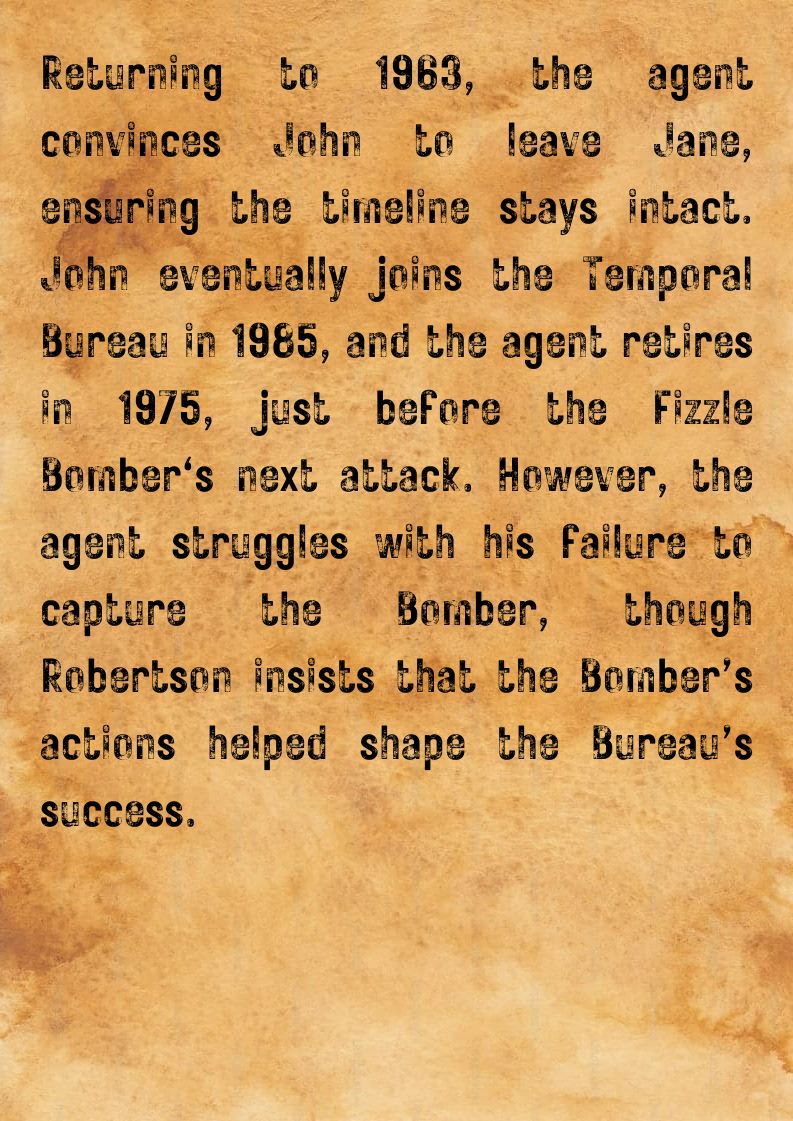 Returning to 1963, the agent
convinces John to leave Jane,
ensuring the timeline stays intact.
John eventually joins the Temporal
Bureau in 1985, and the agent retires
in 1975, just before the Fizzle
Bomber‘s next attack. However, the
agent struggles with his failure to
capture the Bomber, though
Robertson insists that the Bomber’s
actions helped shape the Bureau’s
success.